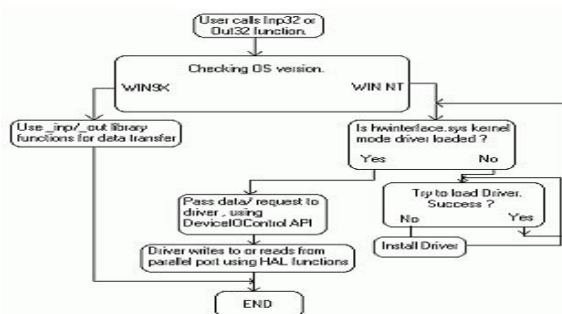 User calls Inp32 or
Out32 function.
Checking OS version.
WIN9X
WIN NT
Use _inp/_out library
functions for data transfer
Is hwinterlace.sys kernel
mode driver loaded ?
Yes
No
Pass data/ request to
driver , using
DeviceIOControl API
Try to load Driver.
Success ?
No
Yes
Install Driver
Driver writes to or reads from
parallel port using HAL functions
END